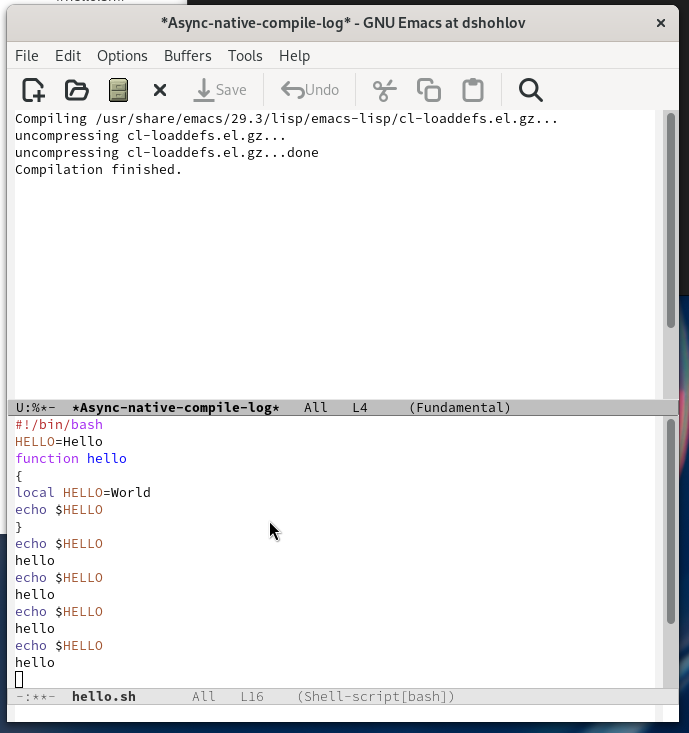 *Async-native-compile-log* - GNU Emacs at dshohlov
File Edit Options Buffers Tools Help
Save Undo
Compiling /usr/share/emacs/29.3/lisp/emacs-lisp/cl-loaddefs.el.gz...
uncompressing cl-loaddefs.el.gz...
uncompressing cl-loaddefs.el.gz...done
Compilation finished.
U:%*- *Async-native-compile-log* All L4 (Fundamental)
#!/bin/bash
HELLO=Hello
function hello
{
local HELLO=World
echo $HELLO
}
echo $HELLO
hello
echo $HELLO
hello
echo $HELLO
hello
echo $HELLO
hello
-:**- hello.sh All L16 (Shell-script[bash])